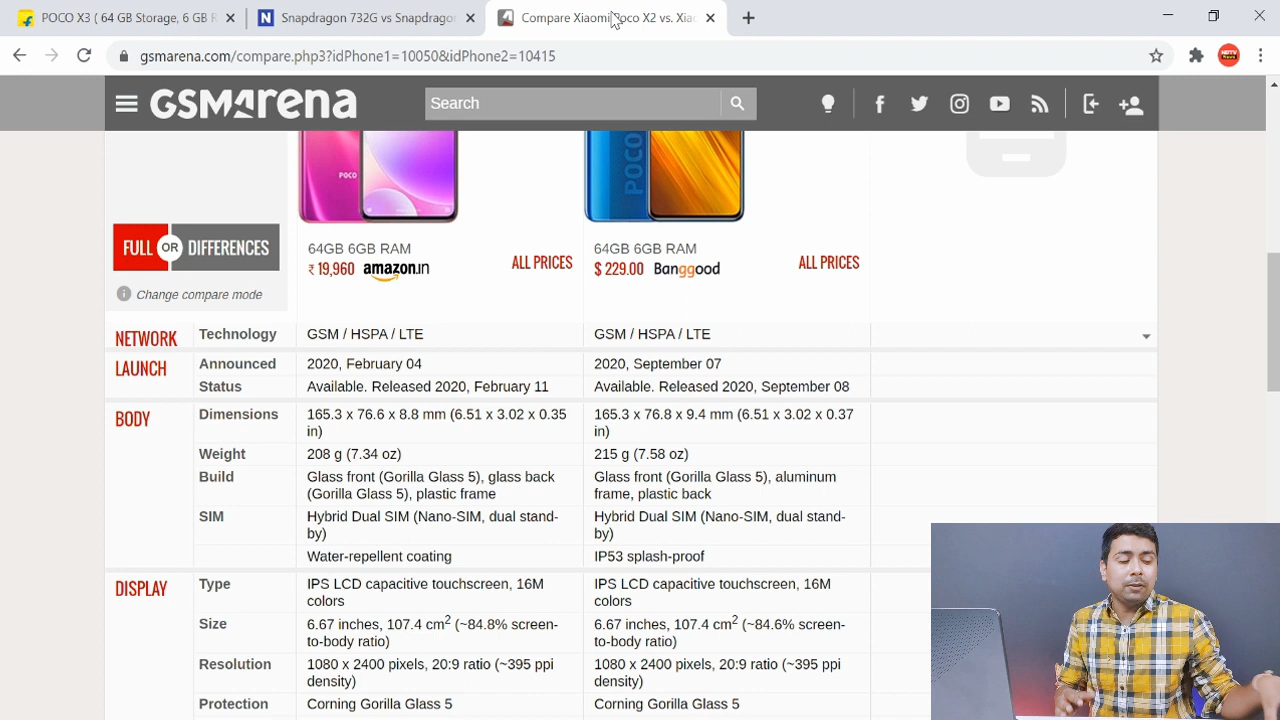 POCO X3 ( 64 GB Storage, 6 GB R
Snapdragon 732G vs Snapdrago
Compare Xiaomi Poco X2 vs. Xiao
gsmarena.com/compare.php3?idPhone1=10050&idPhone2=10415
GSMArena
Search
POCO
POCO
FULL OR DIFFERENCES
Change compare mode
64GB 6GB RAM
₹ 19,960 amazon.in ALL PRICES
64GB 6GB RAM
$ 229.00 Banggood ALL PRICES
NETWORK Technology GSM / HSPA / LTE GSM / HSPA / LTE
LAUNCH Announced 2020, February 04 2020, September 07
Status Available. Released 2020, February 11 Available. Released 2020, September 08
BODY Dimensions 165.3 x 76.6 x 8.8 mm (6.51 x 3.02 x 0.35 165.3 x 76.8 x 9.4 mm (6.51 x 3.02 x 0.37
in) in)
Weight 208 g (7.34 oz) 215 g (7.58 oz)
Build Glass front (Gorilla Glass 5), glass back Glass front (Gorilla Glass 5), aluminum
(Gorilla Glass 5), plastic frame frame, plastic back
SIM Hybrid Dual SIM (Nano-SIM, dual stand- Hybrid Dual SIM (Nano-SIM, dual stand-
by) by)
Water-repellent coating IP53 splash-proof
DISPLAY Type IPS LCD capacitive touchscreen, 16M IPS LCD capacitive touchscreen, 16M
colors colors
Size 6.67 inches, 107.4 cm2 (~84.8% screen- 6.67 inches, 107.4 cm2 (~84.6% screen-
to-body ratio) to-body ratio)
Resolution 1080 x 2400 pixels, 20:9 ratio (~395 ppi 1080 x 2400 pixels, 20:9 ratio (~395 ppi
density) density)
Protection Corning Gorilla Glass 5 Corning Gorilla Glass 5